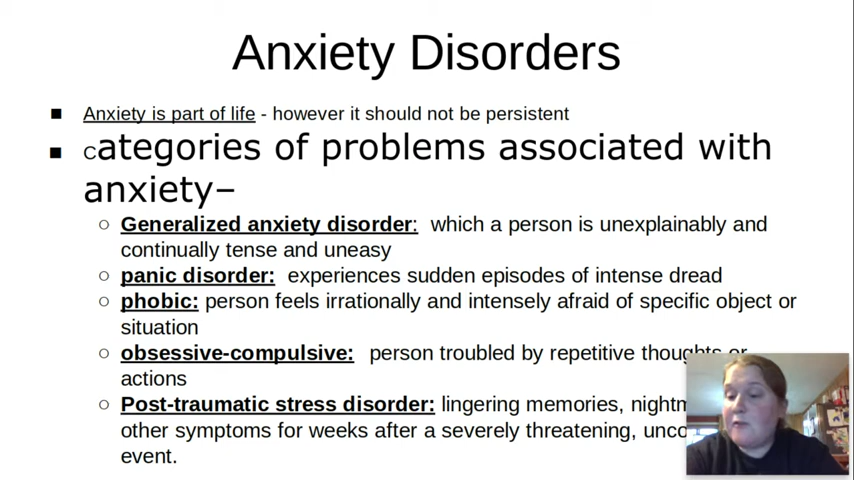 Anxiety Disorders
Anxiety is part of life - however it should not be persistent
Categories of problems associated with
anxiety–
Generalized anxiety disorder: which a person is unexplainably and
continually tense and uneasy
panic disorder: experiences sudden episodes of intense dread
phobic: person feels irrationally and intensely afraid of specific object or
situation
obsessive-compulsive: person troubled by repetitive thoughts or
actions
Post-traumatic stress disorder: lingering memories,
other symptoms for weeks after a severely threatening,
event.